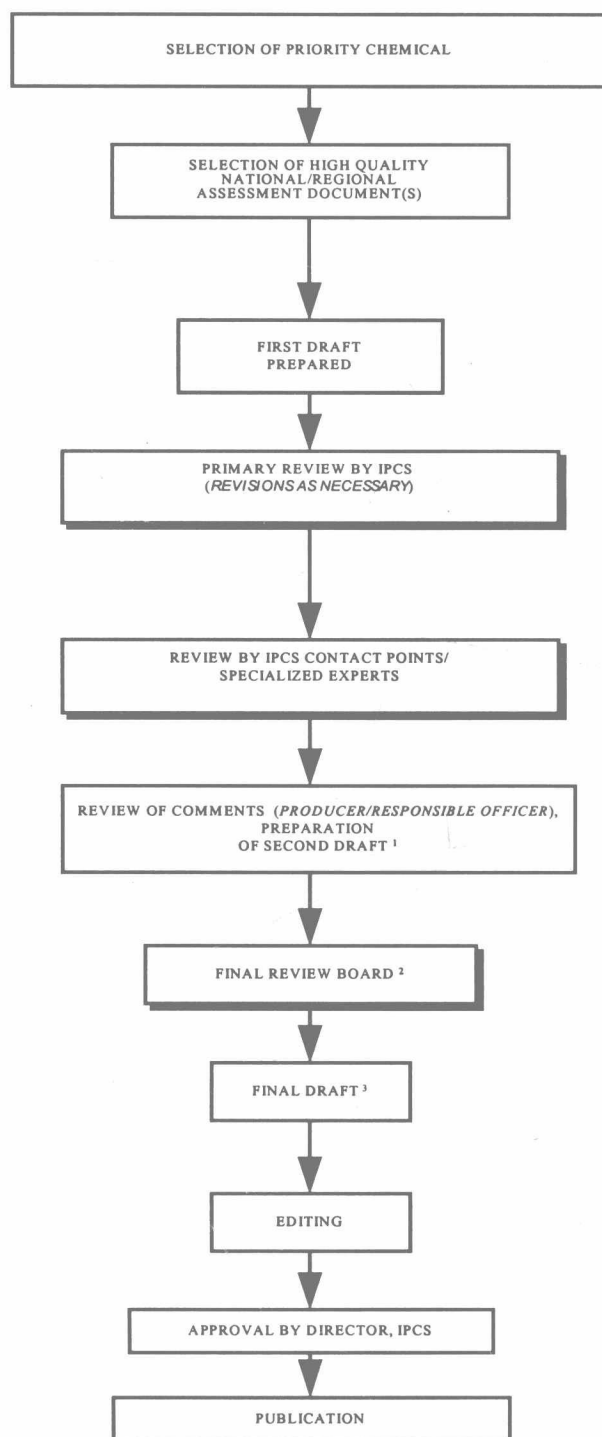 SELECTION OF PRIORITY CHEMICAL
SELECTION OF HIGH QUALITY
NATIONAL/REGIONAL
ASSESSMENT DOCUMENT(S)
FIRST DRAFT
PREPARED
PRIMARY REVIEW BY IPCS
(REVISIONS AS NECESSARY)
REVIEW BY IPCS CONTACT POINTS/
SPECIALIZED EXPERTS
REVIEW OF COMMENTS (PRODUCER/RESPONSIBLE OFFICER),
PREPARATION
OF SECOND DRAFT ¹
FINAL REVIEW BOARD ²
FINAL DRAFT ³
EDITING
APPROVAL BY DIRECTOR, IPCS
PUBLICATION